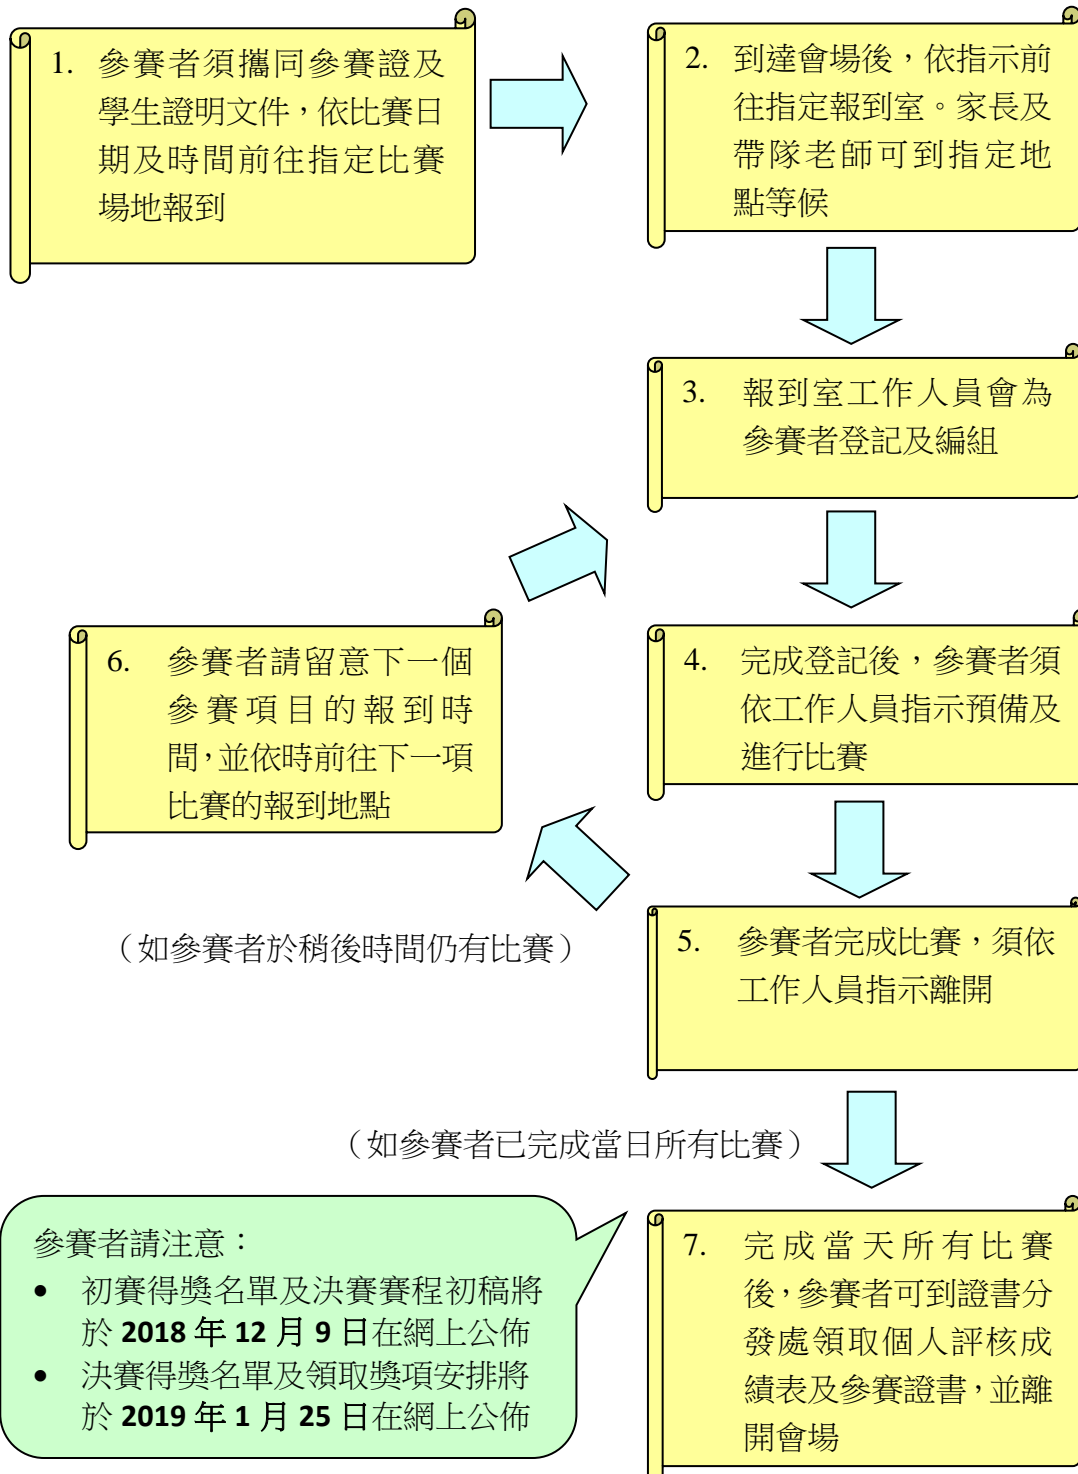 1. 參賽者須攜同參賽證及
學生證明文件，依比賽日
期及時間前往指定比賽
場地報到
2. 到達會場後，依指示前
往指定報到室。家長及
帶隊老師可到指定地
點等候
3. 報到室工作人員會為
參賽者登記及編組
4. 完成登記後，參賽者須
依工作人員指示預備及
進行比賽
5. 參賽者完成比賽，須依
工作人員指示離開
（如參賽者於稍後時間仍有比賽）
6. 參賽者請留意下一個
參賽項目的報到時
間，並依時前往下一項
比賽的報到地點
（如參賽者已完成當日所有比賽）
7. 完成當天所有比賽
後，參賽者可到證書分
發處領取個人評核成
績表及參賽證書，並離
開會場
參賽者請注意：
• 初賽得獎名單及決賽賽程初稿將
於 2018 年 12 月 9 日在網上公佈
• 決賽得獎名單及領取獎項安排將
於 2019 年 1 月 25 日在網上公佈